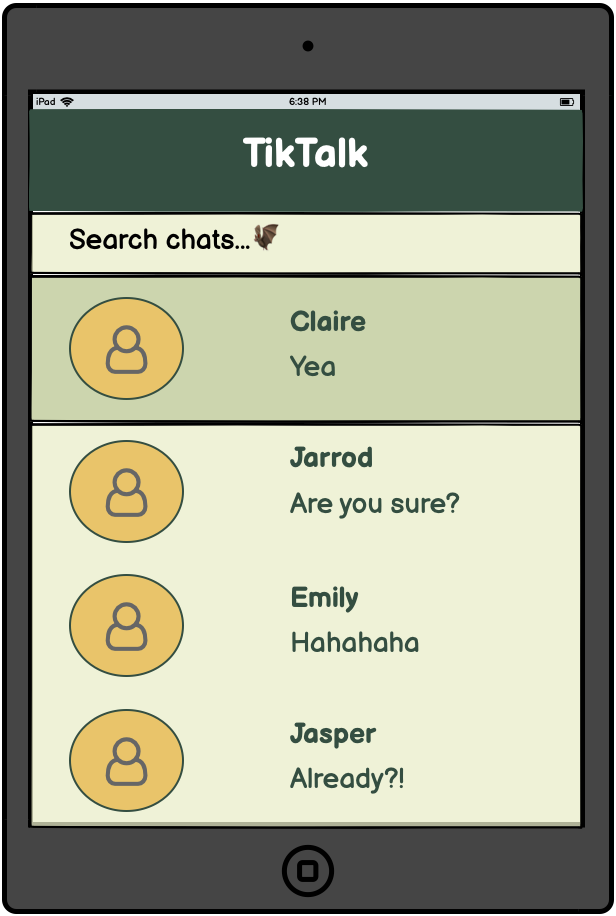 iPad 6:38 PM
TikTalk
Search chats...🦇
Claire
Yea
Jarrod
Are you sure?
Emily
Hahahaha
Jasper
Already?!